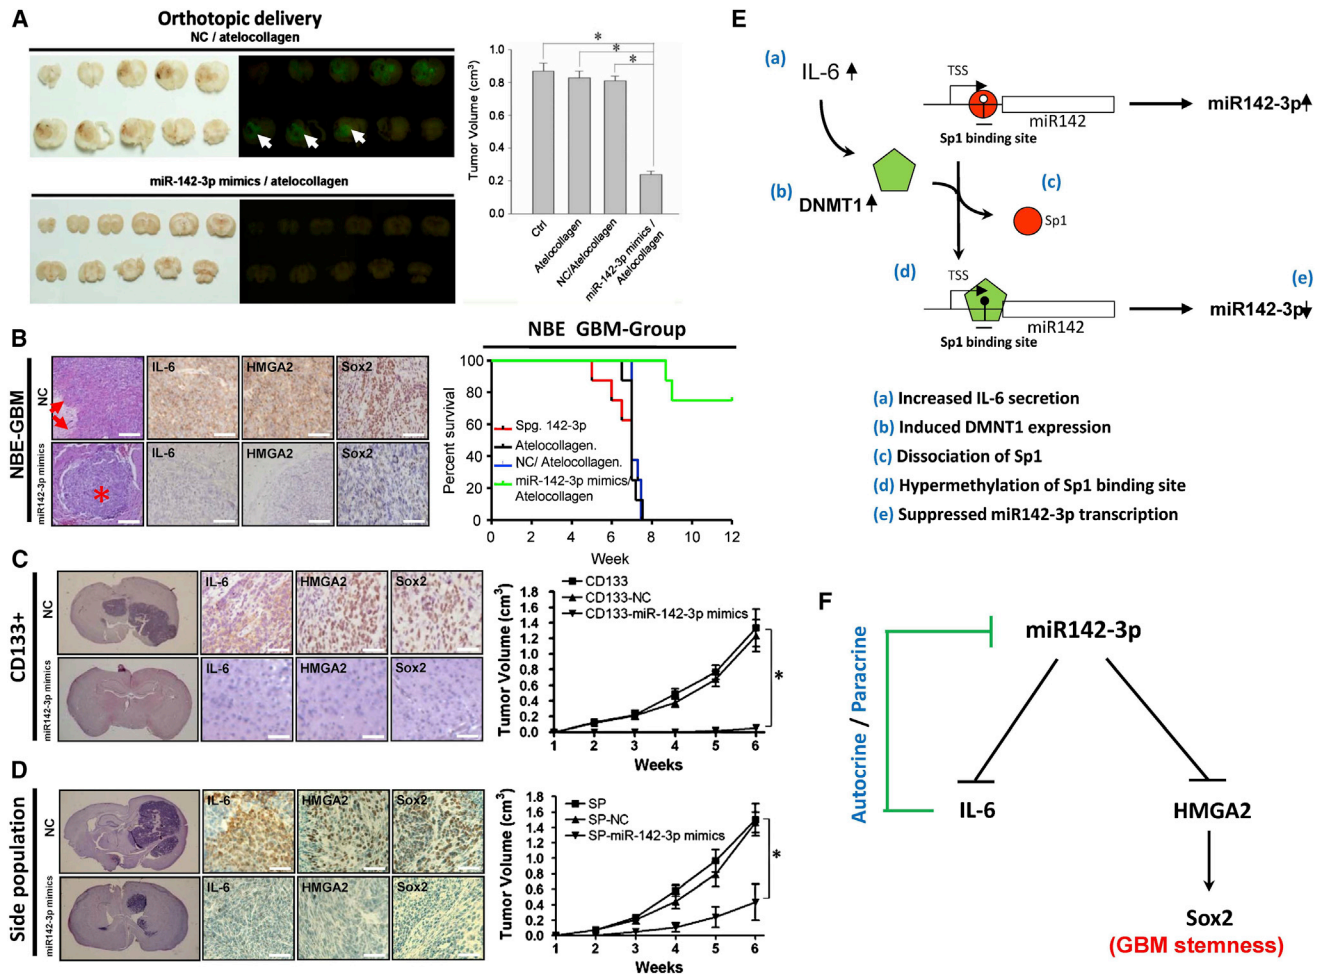 A
Orthotopic delivery
NC / atelocollagen
miR-142-3p mimics / atelocollagen
Tumor Volume (cm³)
1.0
0.8
0.6
0.4
0.2
0.0
*
*
*
Ctrl
Atelocollagen
NC/Atelocollagen
miR-142-3p mimics /
Atelocollagen
B
NBE-GBM
NC
miR142-3p mimics
IL-6
HMGA2
Sox2
IL-6
HMGA2
Sox2
*
NBE GBM-Group
Percent survival
100
80
60
40
20
0
Spg. 142-3p
Atelocollagen.
NC/ Atelocollagen.
miR-142-3p mimics/
Atelocollagen
0 2 4 6 8 10 12
Week
C
CD133+
NC
miR142-3p mimics
IL-6
HMGA2
Sox2
IL-6
HMGA2
Sox2
Tumor Volume (cm³)
1.8
1.6
1.4
1.2
1.0
0.8
0.6
0.4
0.2
0.0
CD133
CD133-NC
CD133-miR-142-3p mimics
*
1 2 3 4 5 6
Weeks
D
Side population
NC
miR142-3p mimics
IL-6
HMGA2
Sox2
IL-6
HMGA2
Sox2
Tumor Volume (cm³)
1.8
1.6
1.4
1.2
1.0
0.8
0.6
0.4
0.2
0.0
SP
SP-NC
SP-miR-142-3p mimics
*
1 2 3 4 5 6
Weeks
E
(a)
IL-6
TSS
miR142
Sp1 binding site
miR142-3p
(b)
DNMT1
(c)
Sp1
(d)
TSS
miR142
Sp1 binding site
(e)
miR142-3p
(a) Increased IL-6 secretion
(b) Induced DMNT1 expression
(c) Dissociation of Sp1
(d) Hypermethylation of Sp1 binding site
(e) Suppressed miR142-3p transcription
F
Autocrine / Paracrine
miR142-3p
IL-6
HMGA2
Sox2
(GBM stemness)